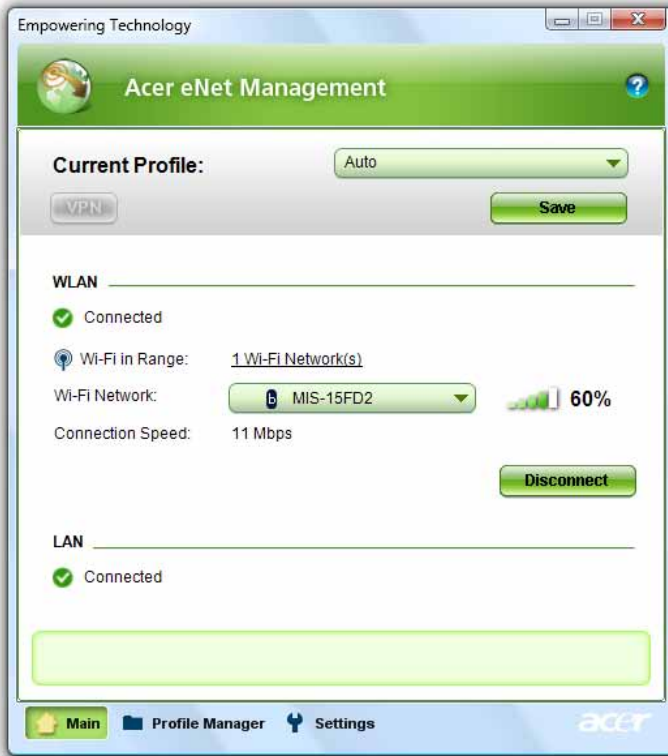 Empowering Technology
Acer eNet Management
?
Current Profile:
Auto
VPN
Save
WLAN
Connected
Wi-Fi in Range: 1 Wi-Fi Network(s)
Wi-Fi Network: b MIS-15FD2 60%
Connection Speed: 11 Mbps
Disconnect
LAN
Connected
Main Profile Manager Settings acer